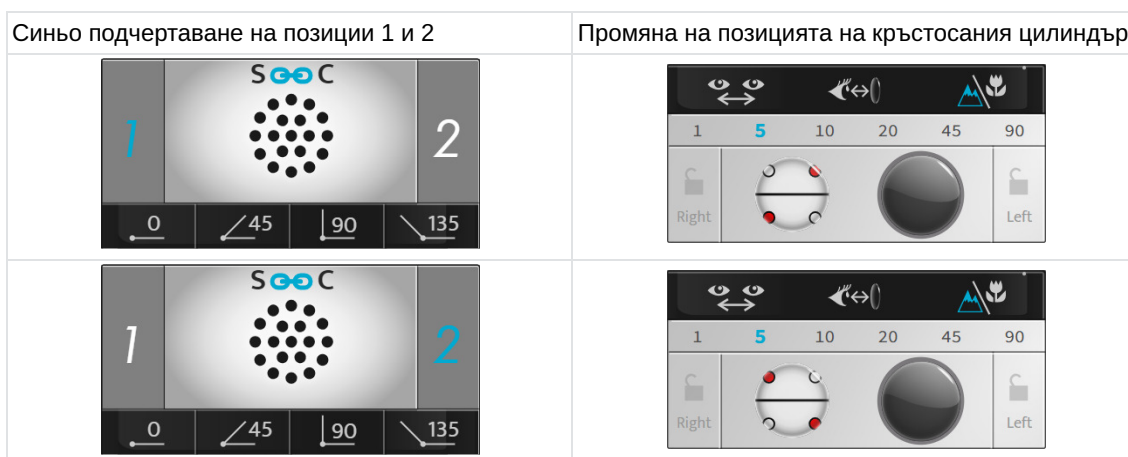 Синьо подчертаване на позиции 1 и 2
Промяна на позицията на кръстосания цилиндър
S C
1 2
0 45 90 135
1 5 10 20 45 90
Right Left
S C
1 2
0 45 90 135
1 5 10 20 45 90
Right Left